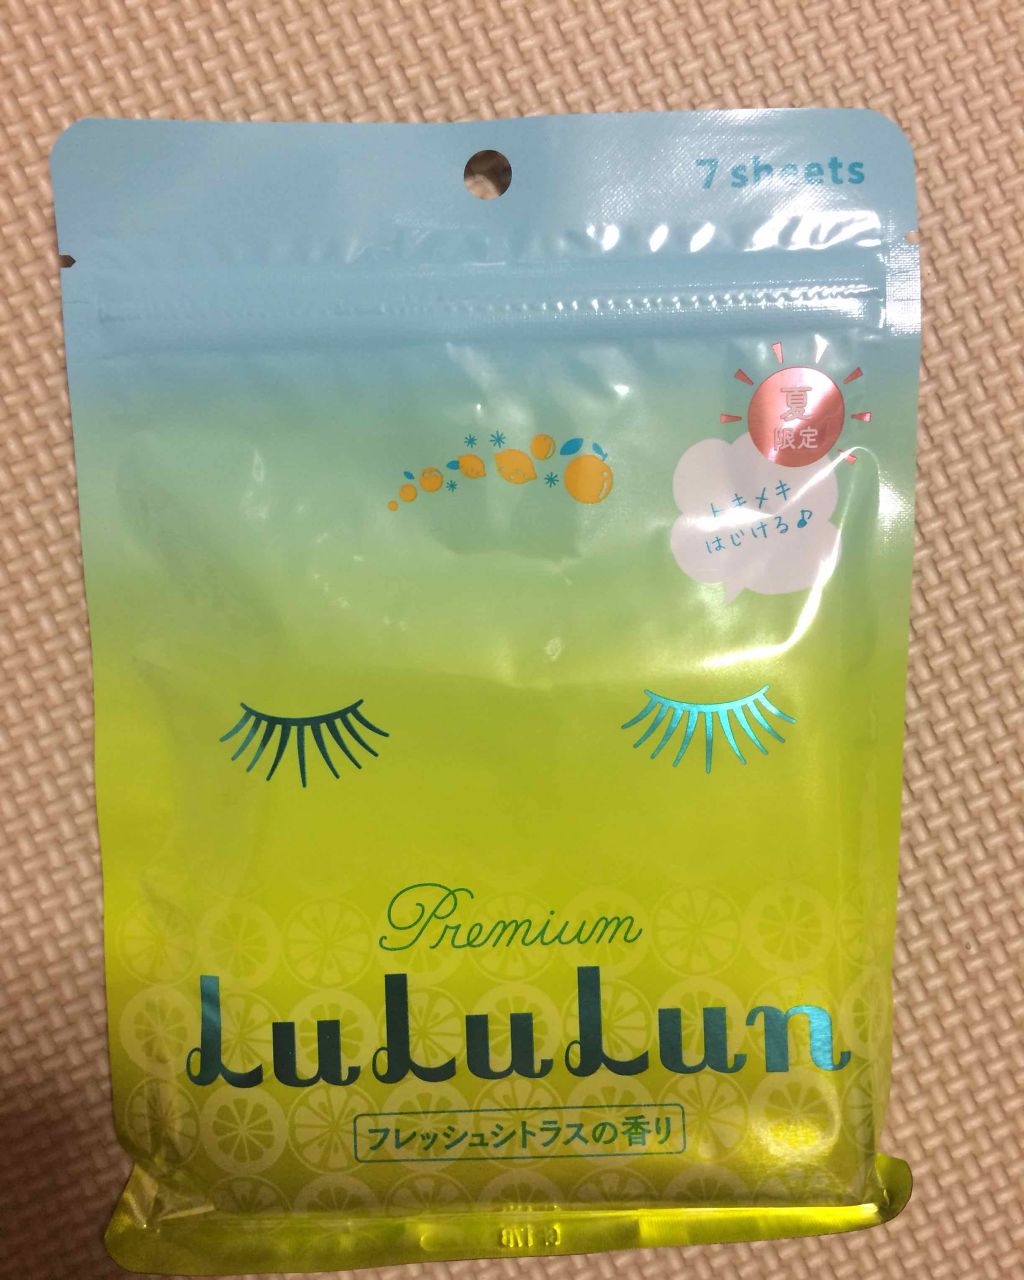 7 sheets
夏
限定
トキメキ
はじける♪
Premium
LuLuLun
フレッシュシトラスの香り